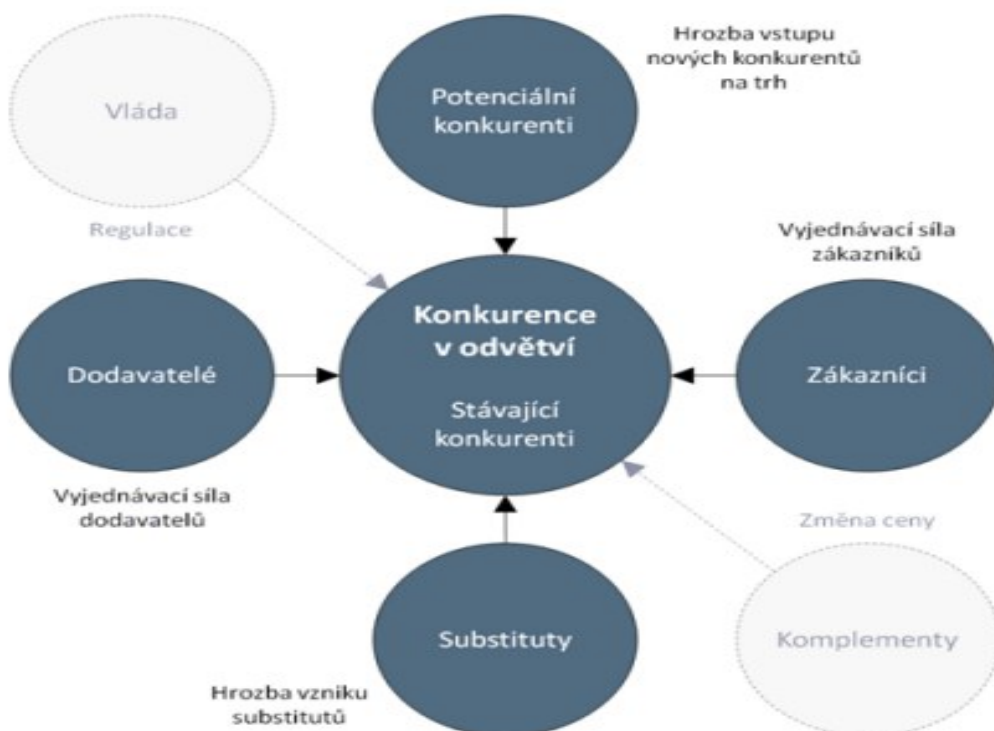 Hrozba vstupu
nových konkurentů
na trh
Vláda
Potenciální
konkurenti
Regulace
Vyjednávací síla
zákazníků
Konkurence
v odvětví
Dodavatelé
Zákazníci
Stávající
konkurenti
Vyjednávací síla
dodavatelů
Změna ceny
Substituty
Komplementy
Hrozba vzniku
substitutů